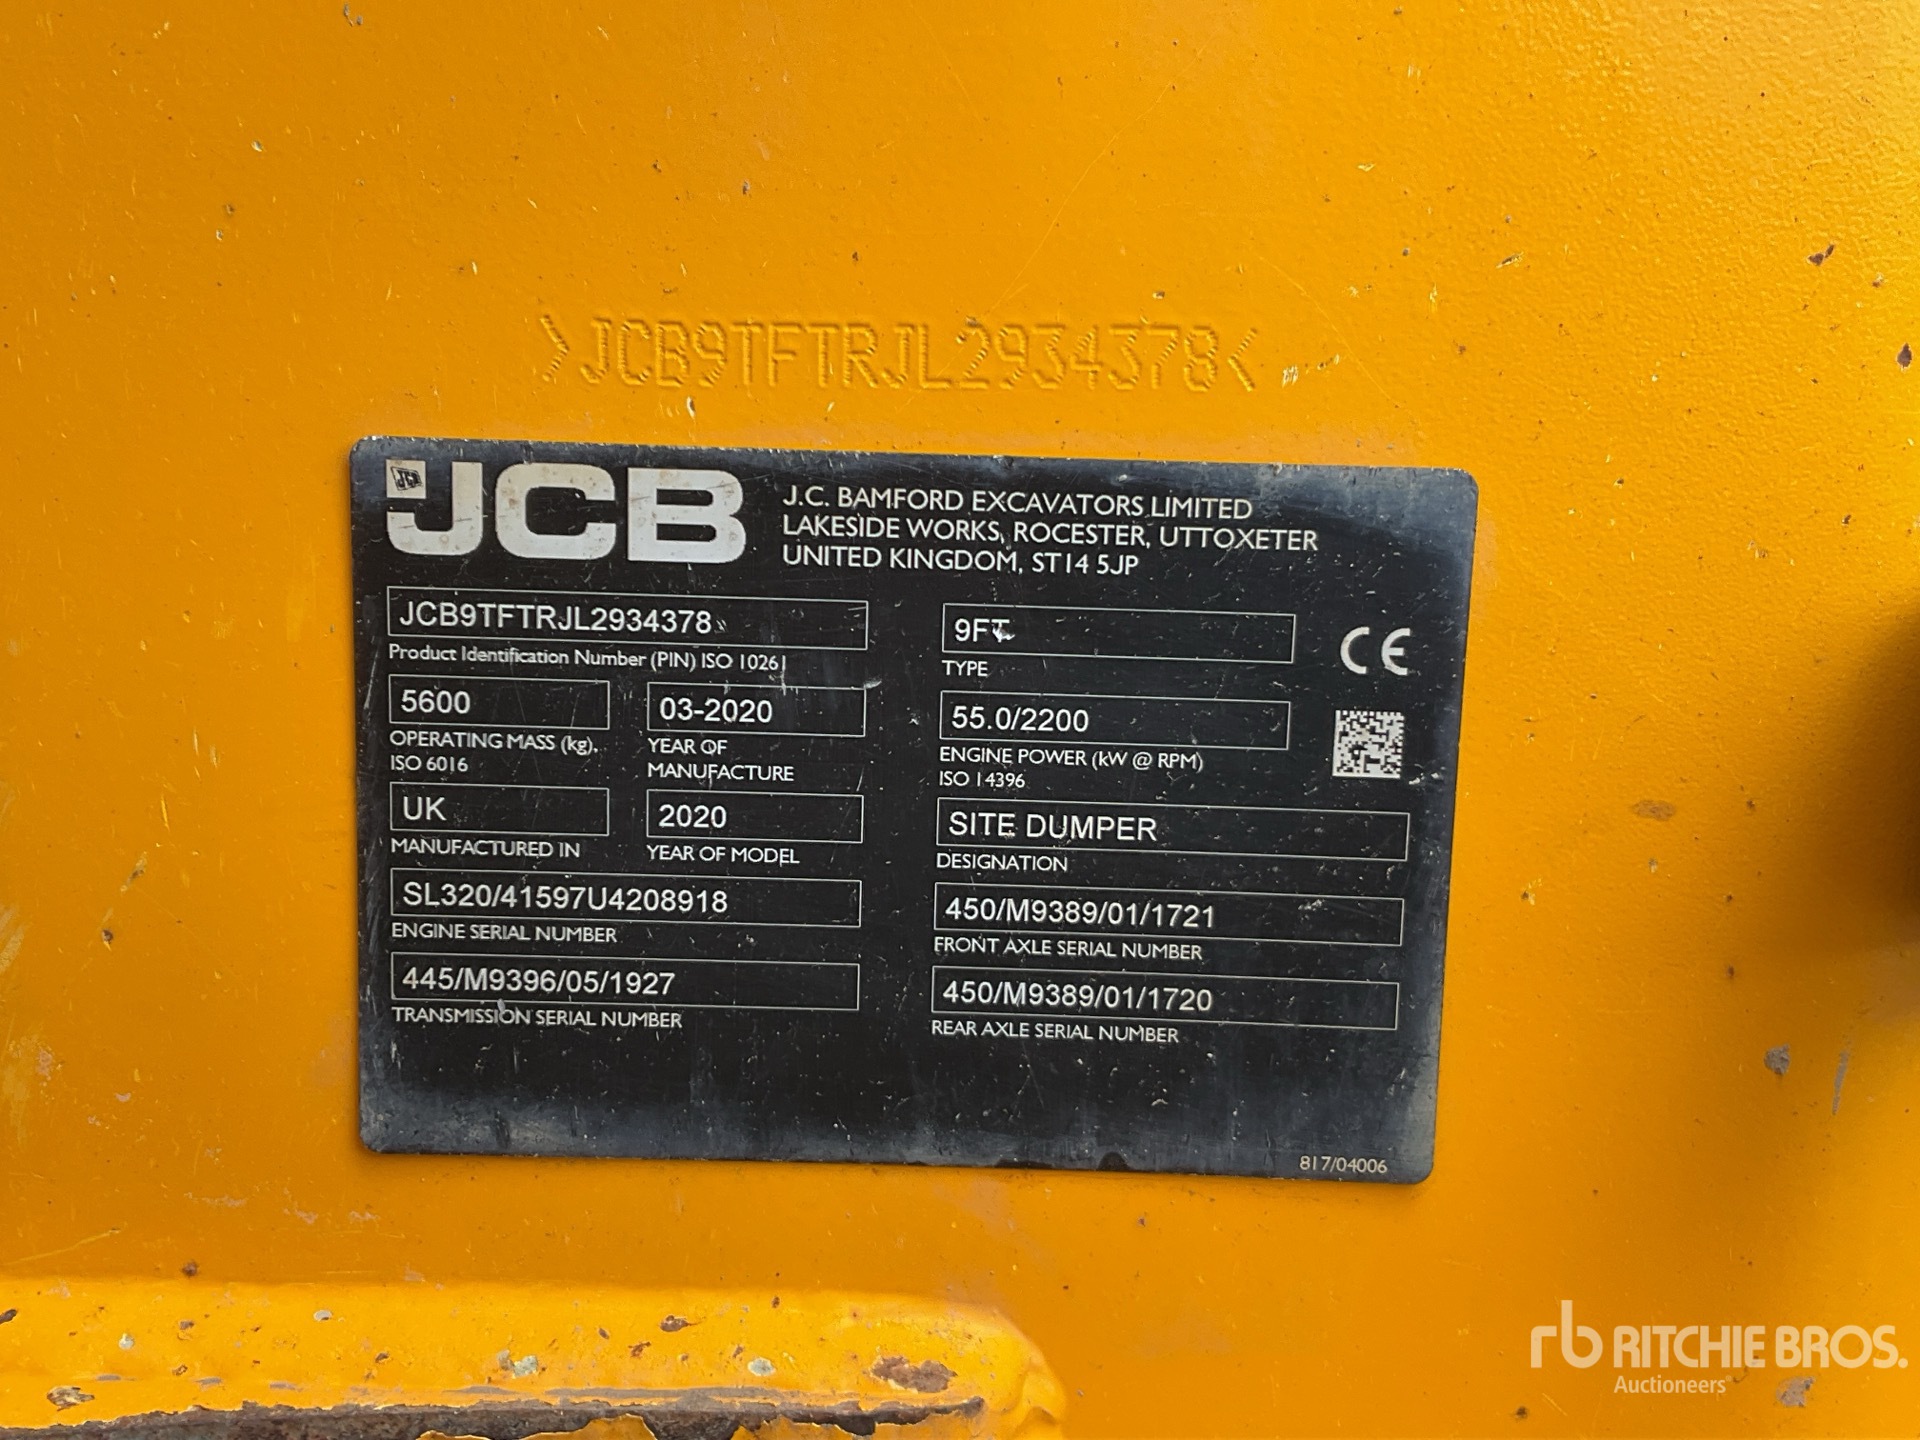 >JCB9TFTRJL2934378<
JCB
JCB
J.C. BAMFORD EXCAVATORS LIMITED
LAKESIDE WORKS, ROCESTER, UTTOXETER
UNITED KINGDOM, ST14 5JP
JCB9TFTRJL2934378
Product Identification Number (PIN) ISO 10261
9FT
TYPE
CE
5600
OPERATING MASS (kg),
ISO 6016
03-2020
YEAR OF
MANUFACTURE
55.0/2200
ENGINE POWER (kW @ RPM)
ISO 14396
UK
MANUFACTURED IN
2020
YEAR OF MODEL
SITE DUMPER
DESIGNATION
SL320/41597U4208918
ENGINE SERIAL NUMBER
450/M9389/01/1721
FRONT AXLE SERIAL NUMBER
445/M9396/05/1927
TRANSMISSION SERIAL NUMBER
450/M9389/01/1720
REAR AXLE SERIAL NUMBER
817/04006
rb RITCHIE BROS.
Auctioneers